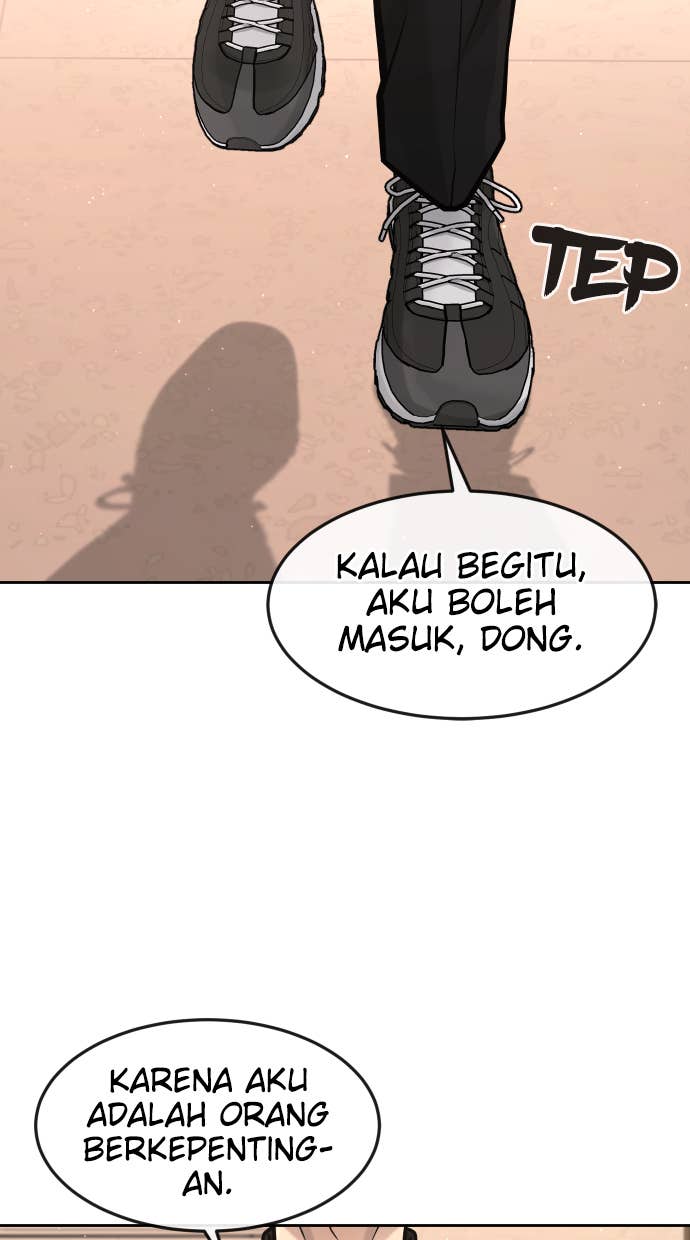 TEP
KALAU BEGITU,
AKU BOLEH
MASUK, DONG.
KARENA AKU
ADALAH ORANG
BERKEPENTING-
AN.